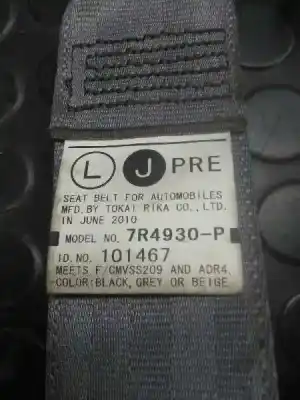 L J PRE
SEAT BELT FOR AUTOMOBILES
MFD. BY TOKAI RIKA CO., LTD.
IN JUNE 2010
MODEL NO. 7R4930-P
ID.NO. 101467
MEETS F/CMVSS209 AND ADR4.
COLOR:BLACK, GREY OR BEIGE